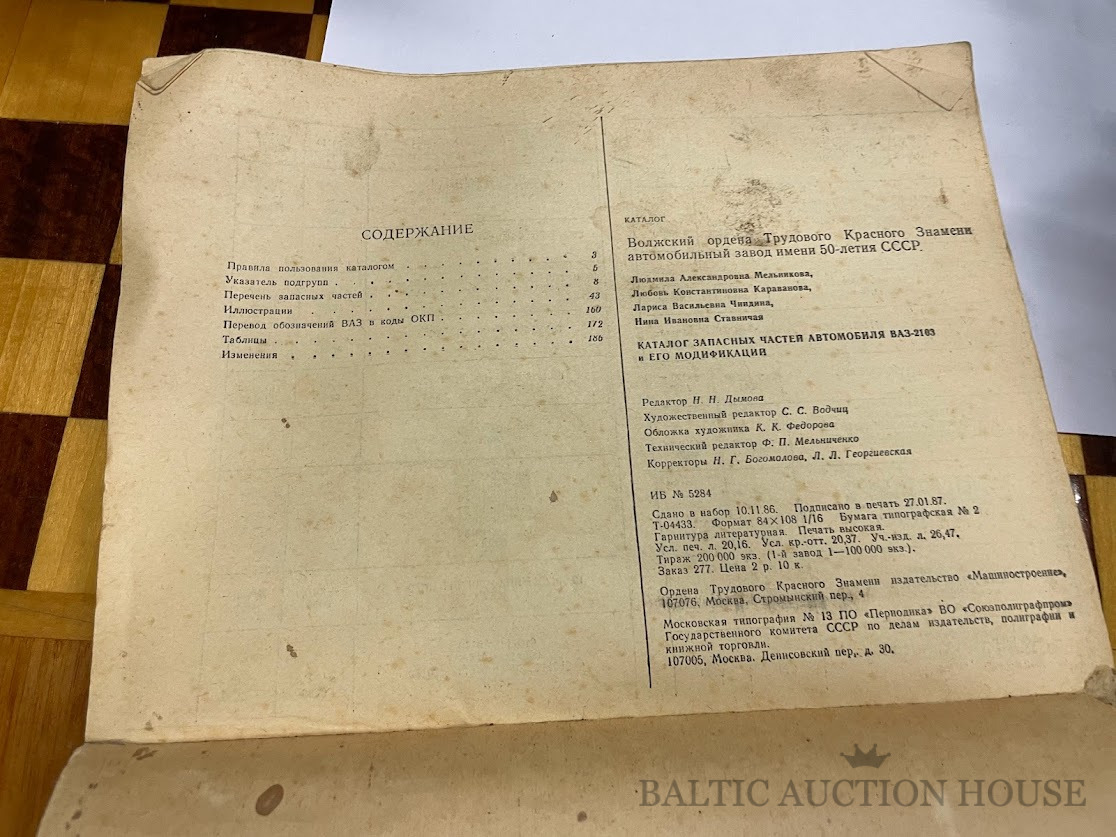 СОДЕРЖАНИЕ
Правила пользования каталогом . . . . . . . . . 3
Указатель подгрупп . . . . . . . . . 5
Перечень запасных частей . . . . . . . . . 8
Иллюстрации . . . . . . . . . 43
Перевод обозначений ВАЗ в коды ОКП . . . . . . . . . 160
Таблицы . . . . . . . . . 172
Изменения . . . . . . . . . 186
КАТАЛОГ
Волжский ордена Трудового Красного Знамени
автомобильный завод имени 50-летия СССР.
Людмила Александровна Мельникова,
Любовь Константиновна Караванова,
Лариса Васильевна Чиндина,
Нина Ивановна Ставничая
КАТАЛОГ ЗАПАСНЫХ ЧАСТЕЙ АВТОМОБИЛЯ ВАЗ-2103
и ЕГО МОДИФИКАЦИЙ
Редактор Н. Н. Дымова
Художественный редактор С. С. Водчиц
Обложка художника К. К. Федорова
Технический редактор Ф. П. Мельниченко
Корректоры Н. Г. Богомолова, Л. Л. Георгиевская
ИБ № 5284
Сдано в набор 10.11.86. Подписано в печать 27.01.87.
Т-04433. Формат 84×108 1/16 Бумага типографская № 2
Гарнитура литературная. Печать высокая.
Усл. печ. л. 20,16. Усл. кр.-отт. 20,37. Уч.-изд. л. 26,47.
Тираж 200 000 экз. (1-й завод 1—100 000 экз.).
Заказ 277. Цена 2 р. 10 к.
Ордена Трудового Красного Знамени издательство «Машиностроение»,
107076, Москва, Стромынский пер., 4
Московская типография № 13 ПО «Периодика» ВО «Союзполиграфпром»
Государственного комитета СССР по делам издательств, полиграфии и
книжной торговли.
107005, Москва. Денисовский пер., д. 30.
BALTIC AUCTION HOUSE